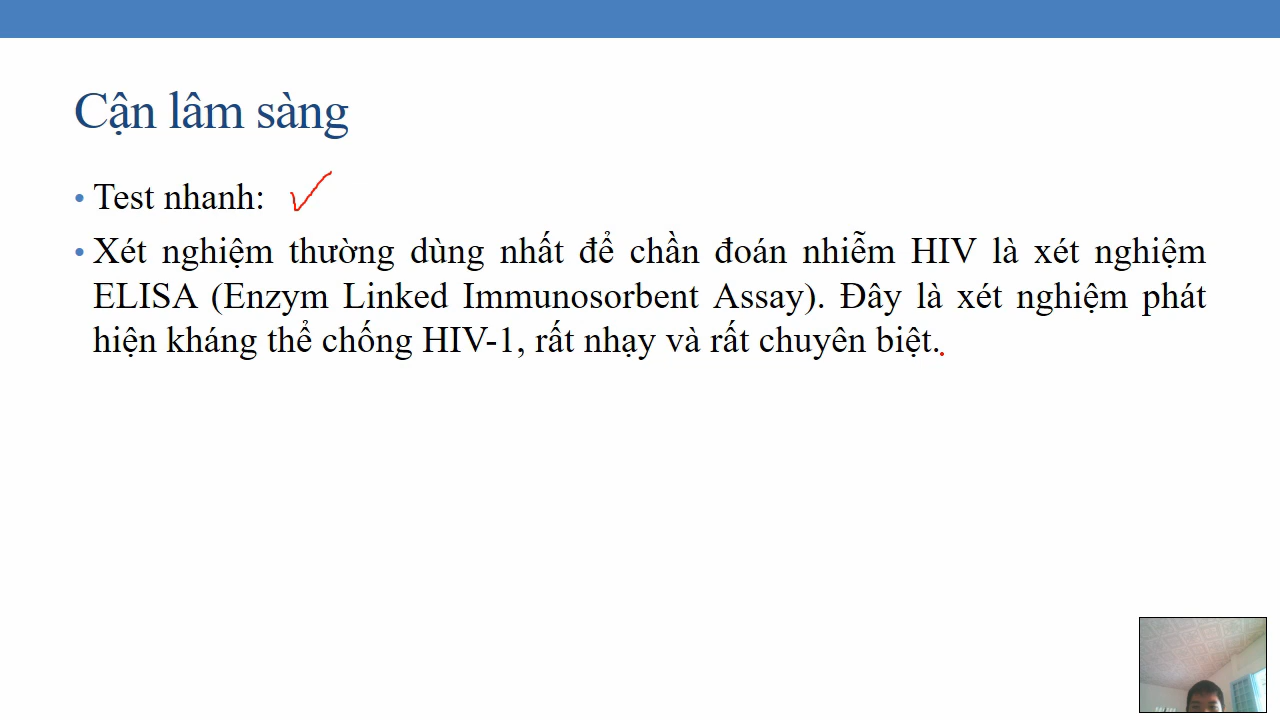 Cận lâm sàng
• Test nhanh:
• Xét nghiệm thường dùng nhất để chần đoán nhiễm HIV là xét nghiệm
ELISA (Enzym Linked Immunosorbent Assay). Đây là xét nghiệm phát
hiện kháng thể chống HIV-1, rất nhạy và rất chuyên biệt.